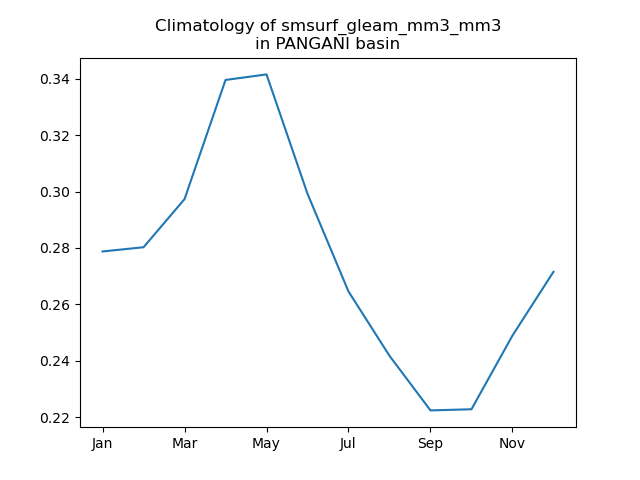 Climatology of smsurf_gleam_mm3_mm3
in PANGANI basin
0.34
0.32
0.30
0.28
0.26
0.24
0.22
Jan Mar May Jul Sep Nov